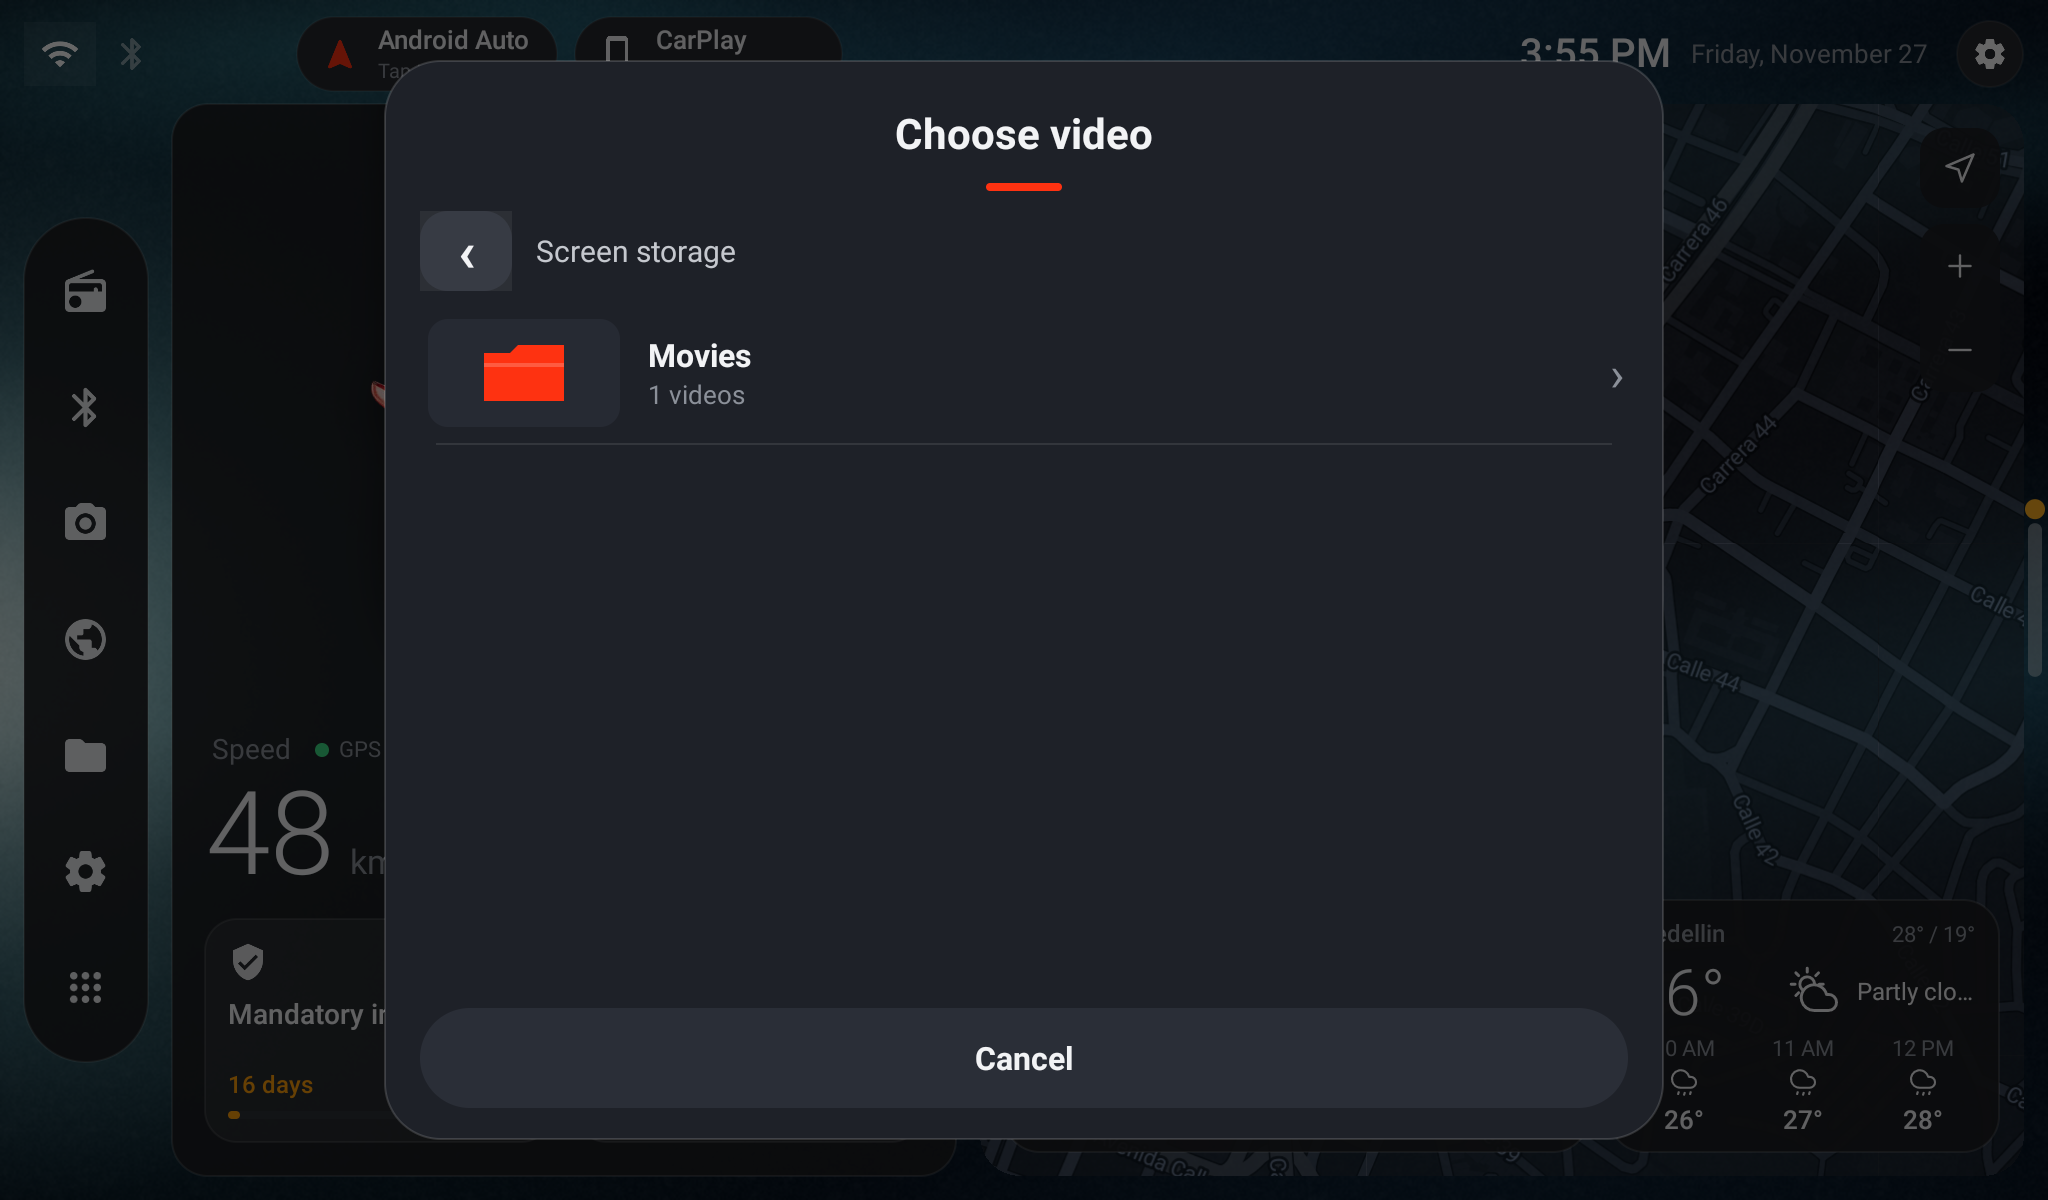 Android Auto
CarPlay
3:55 PM
Friday, November 27
Choose video
Screen storage
Movies
1 videos
Cancel
Speed
GPS
48
Mandatory
16 days
Carrera 46
Carrera 44
Calle 44
Calle 42
Calle
28° / 19°
Partly clo...
11 AM
12 PM
26°
27°
28°